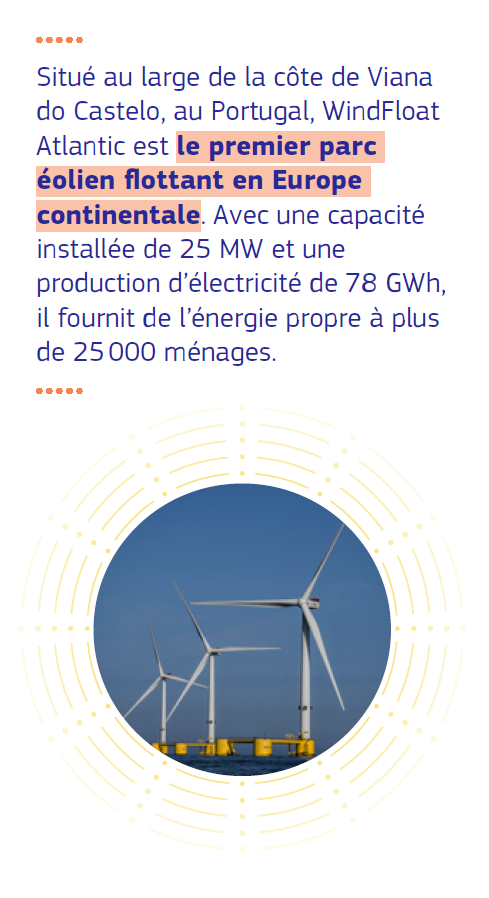 Situé au large de la côte de Viana
do Castelo, au Portugal, WindFloat
Atlantic est le premier parc
éolien flottant en Europe
continentale. Avec une capacité
installée de 25 MW et une
production d’électricité de 78 GWh,
il fournit de l’énergie propre à plus
de 25 000 ménages.